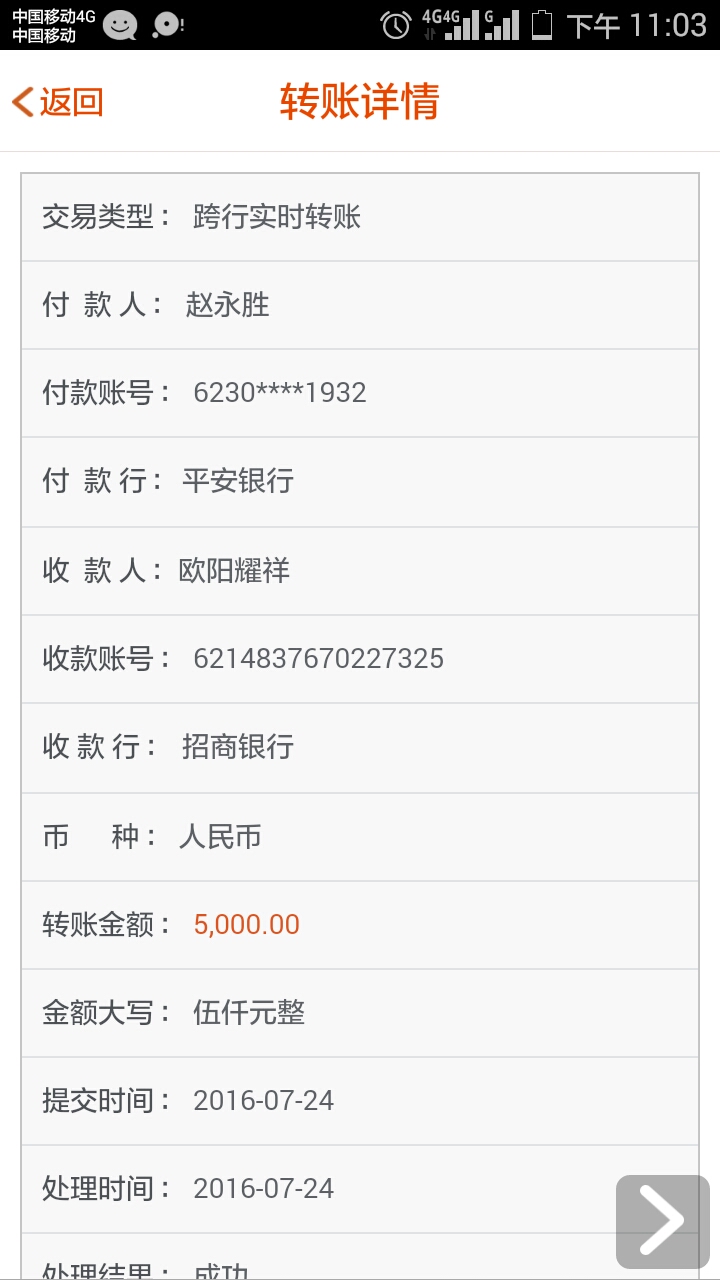 中国移动4G
中国移动
4G4G G 下午 11:03
返回
转账详情
交易类型： 跨行实时转账
付 款 人： 赵永胜
付款账号： 6230****1932
付 款 行： 平安银行
收 款 人： 欧阳耀祥
收款账号： 6214837670227325
收 款 行： 招商银行
币 种： 人民币
转账金额： 5,000.00
金额大写： 伍仟元整
提交时间： 2016-07-24
处理时间： 2016-07-24
处理结果： 成功